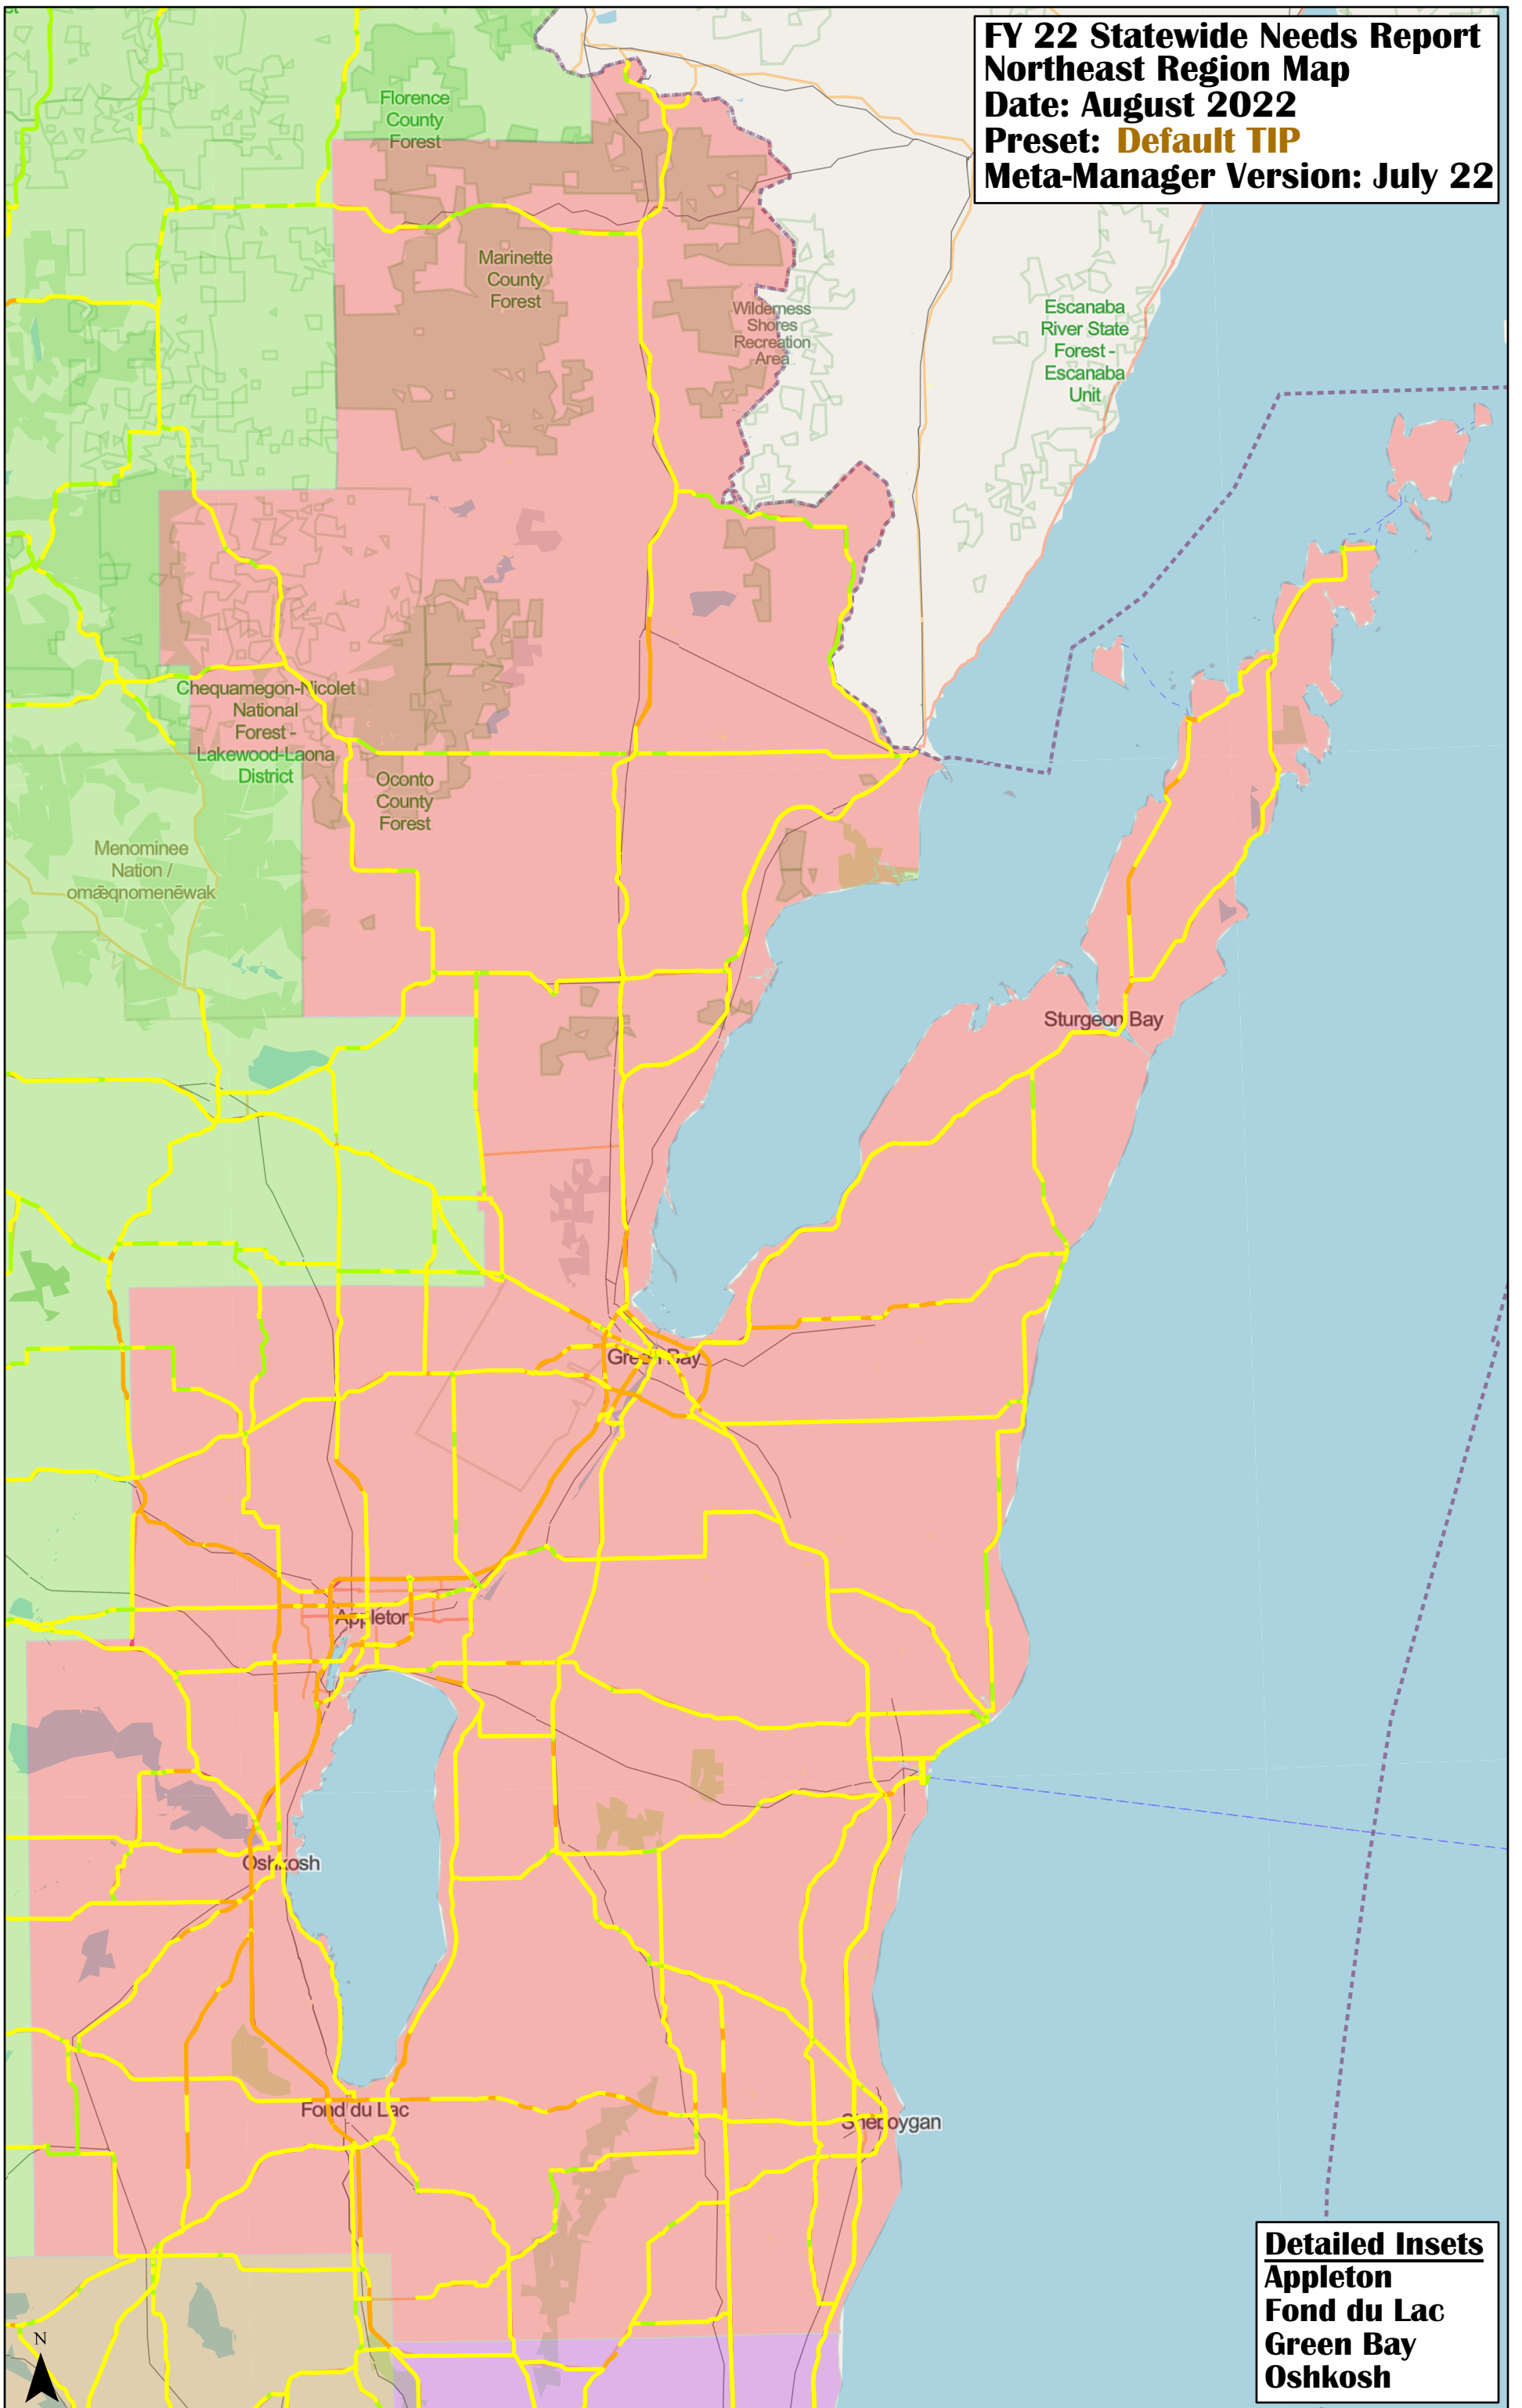 FY 22 Statewide Needs Report
Northeast Region Map
Date: August 2022
Preset: Default TIP
Meta-Manager Version: July 22
Florence
County
Forest
Marinette
County
Forest
Wilderness
Shores
Recreation
Area
Escanaba
River State
Forest -
Escanaba
Unit
Chequamegon-Nicolet
National
Forest -
Lakewood-Laona
District
Oconto
County
Forest
Menominee
Nation /
omāeqnomenēwak
Sturgeon Bay
Green Bay
Appleton
Oshkosh
Fond du Lac
Sheboygan
Detailed Insets
Appleton
Fond du Lac
Green Bay
Oshkosh
N